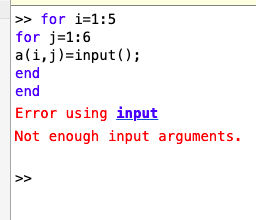 >> for i=1:5
for j=1:6
a(i,j)=input();
end
end
Error using input
Not enough input arguments.
>>